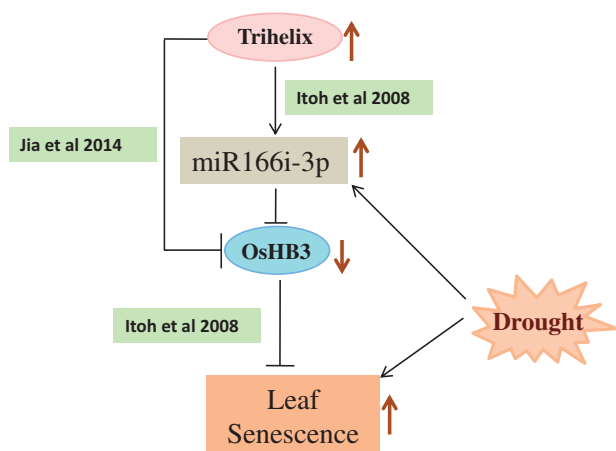 Trihelix
Itoh et al 2008
Jia et al 2014
miR166i-3p
OsHB3
Itoh et al 2008
Drought
Leaf
Senescence